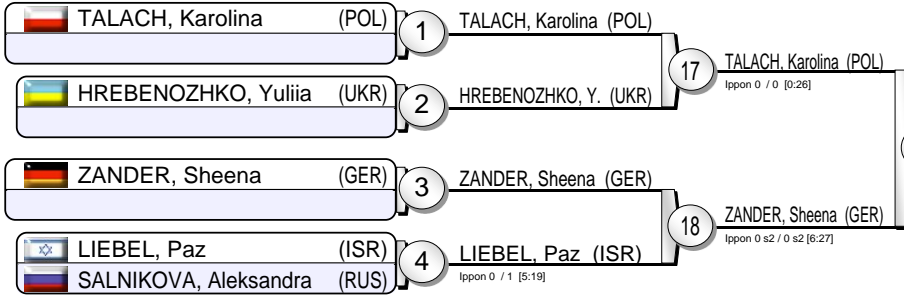 TALACH, Karolina (POL)
1
TALACH, Karolina (POL)
HREBENOZHKO, Yuliia (UKR)
2
HREBENOZHKO, Y. (UKR)
17
TALACH, Karolina (POL)
Ippon 0 / 0 [0:26]
ZANDER, Sheena (GER)
3
ZANDER, Sheena (GER)
LIEBEL, Paz (ISR)
SALNIKOVA, Aleksandra (RUS)
4
LIEBEL, Paz (ISR)
Ippon 0 / 1 [5:19]
18
ZANDER, Sheena (GER)
Ippon 0 s2 / 0 s2 [6:27]